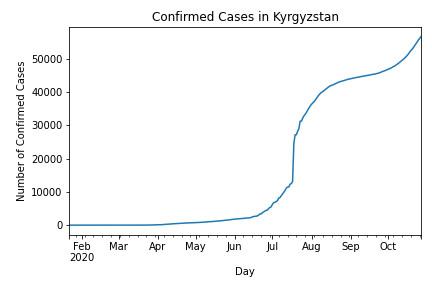 Confirmed Cases in Kyrgyzstan
Number of Confirmed Cases
50000
40000
30000
20000
10000
0
Feb Mar Apr May Jun Jul Aug Sep Oct
2020
Day